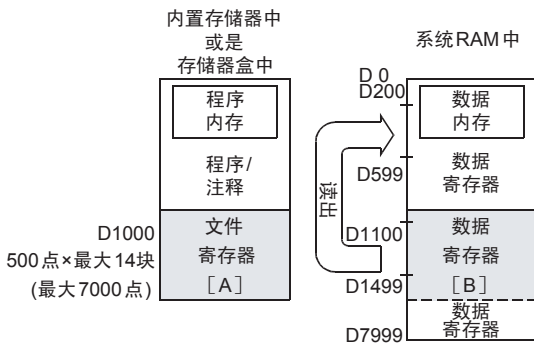 内置存储器中
或是
存储器盒中
程序
内存
程序/
注释
D1000
500点×最大14块
(最大7000点)
文件
寄存器
[A]
系统RAM中
D 0
D200
数据
内存
D599
数据
寄存器
读出
D1100
数据
寄存器
[B]
D1499
数据
寄存器
D7999